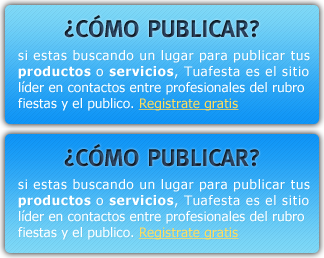 ¿CÓMO PUBLICAR?
si estas buscando un lugar para publicar tus
productos o servicios, Tuafesta es el sitio
líder en contactos entre profesionales del rubro
fiestas y el publico. Registrate gratis
¿CÓMO PUBLICAR?
si estas buscando un lugar para publicar tus
productos o servicios, Tuafesta es el sitio
líder en contactos entre profesionales del rubro
fiestas y el publico. Registrate gratis